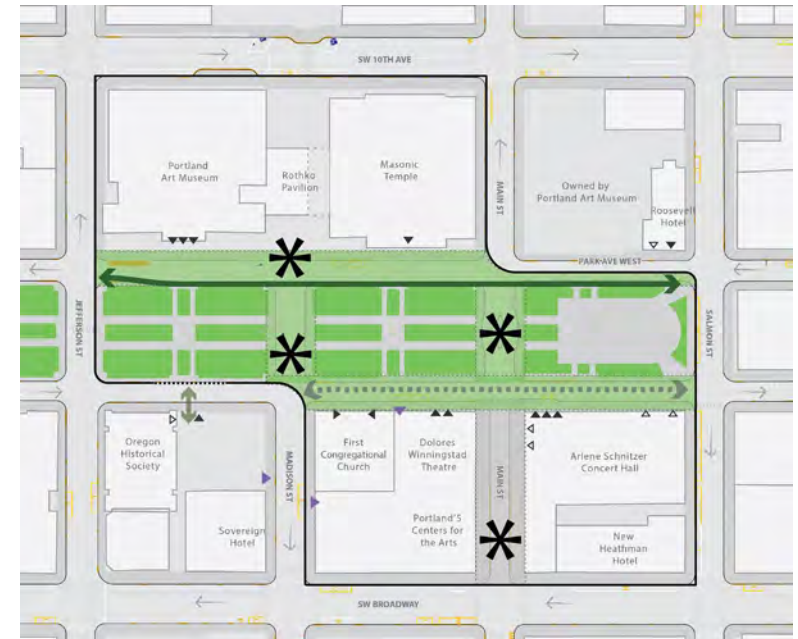 SW 10TH AVE
Portland
Art Museum
Rothko
Pavilion
Masonic
Temple
MAIN ST
Owned by
Portland Art Museum
Roosevelt
Hotel
PARK AVE WEST
JEFFERSON ST
SALMON ST
Oregon
Historical
Society
Sovereign
Hotel
MADISON ST
First
Congregational
Church
Dolores
Winningstad
Theatre
Portland'5
Centers for
the Arts
MAIN ST
Arlene Schnitzer
Concert Hall
New
Heathman
Hotel
SW BROADWAY